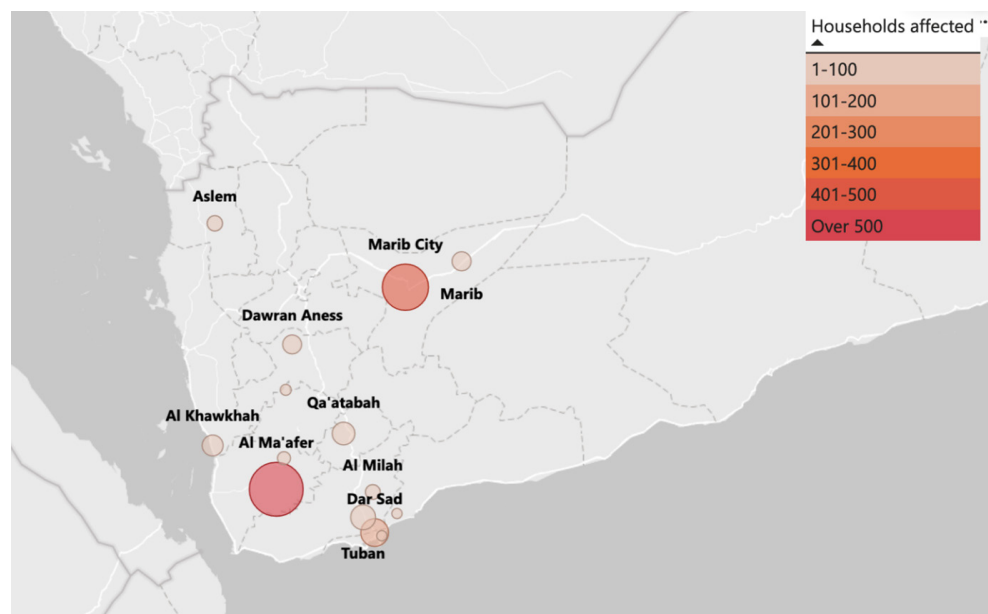 Households affected
1-100
101-200
201-300
301-400
401-500
Over 500
Aslem
Marib City
Marib
Dawran Aness
Qa'atabah
Al Khawkhah
Al Ma'afer
Al Milah
Dar Sad
Tuban